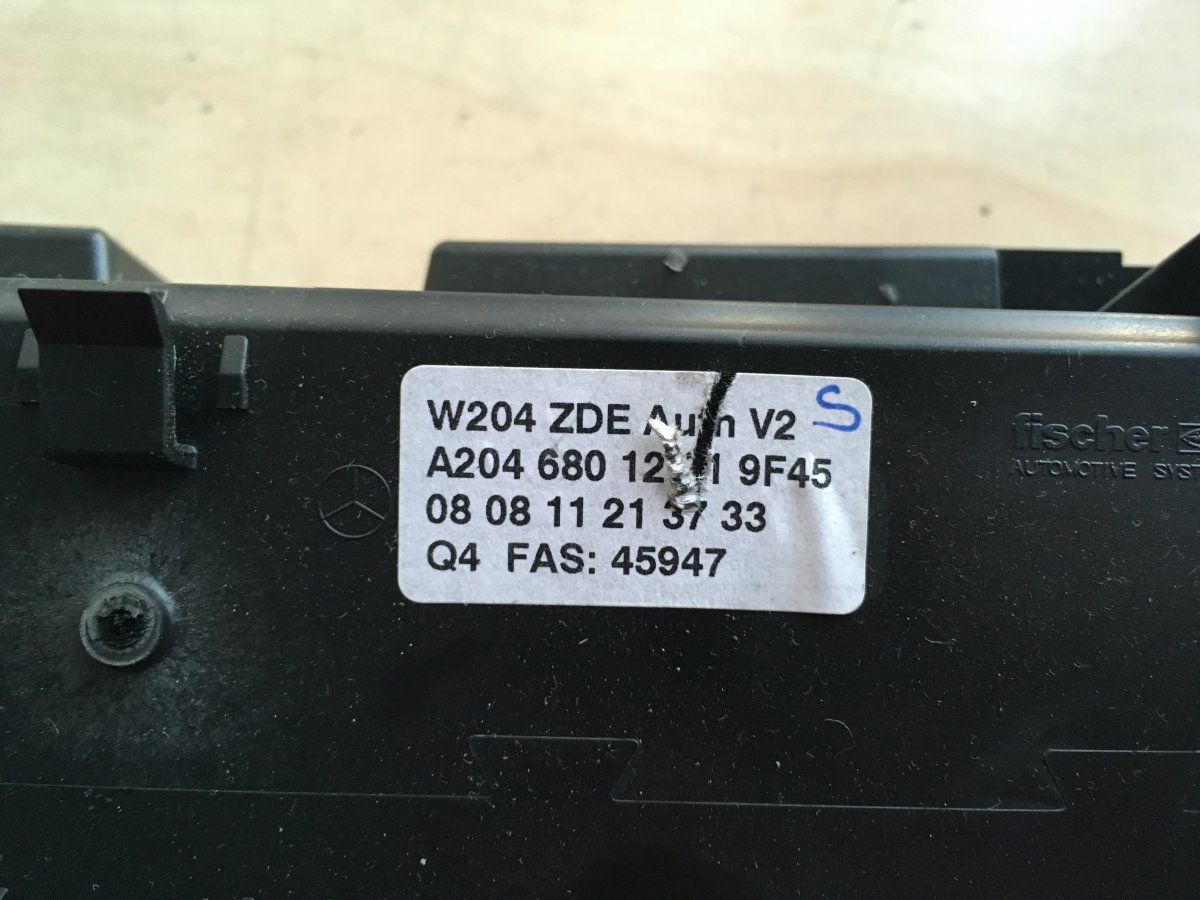 W204 ZDE V2 S
A204 680 9F45
08 08 11 21 37 33
Q4 FAS: 45947
fischer
AUTOMOTIVE